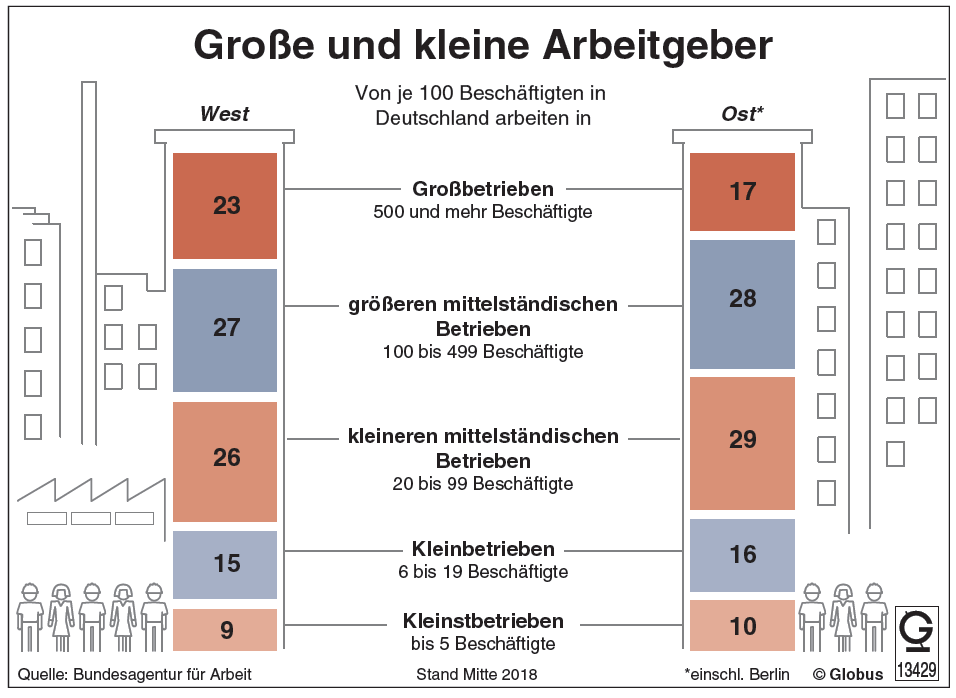 Große und kleine Arbeitgeber
Von je 100 Beschäftigten in
Deutschland arbeiten in
West
Ost*
23
Großbetrieben
500 und mehr Beschäftigte
17
27
größeren mittelständischen
Betrieben
100 bis 499 Beschäftigte
28
26
kleineren mittelständischen
Betrieben
20 bis 99 Beschäftigte
29
15
Kleinbetrieben
6 bis 19 Beschäftigte
16
9
Kleinstbetrieben
bis 5 Beschäftigte
10
Quelle: Bundesagentur für Arbeit
Stand Mitte 2018
*einschl. Berlin
© Globus
G
13429